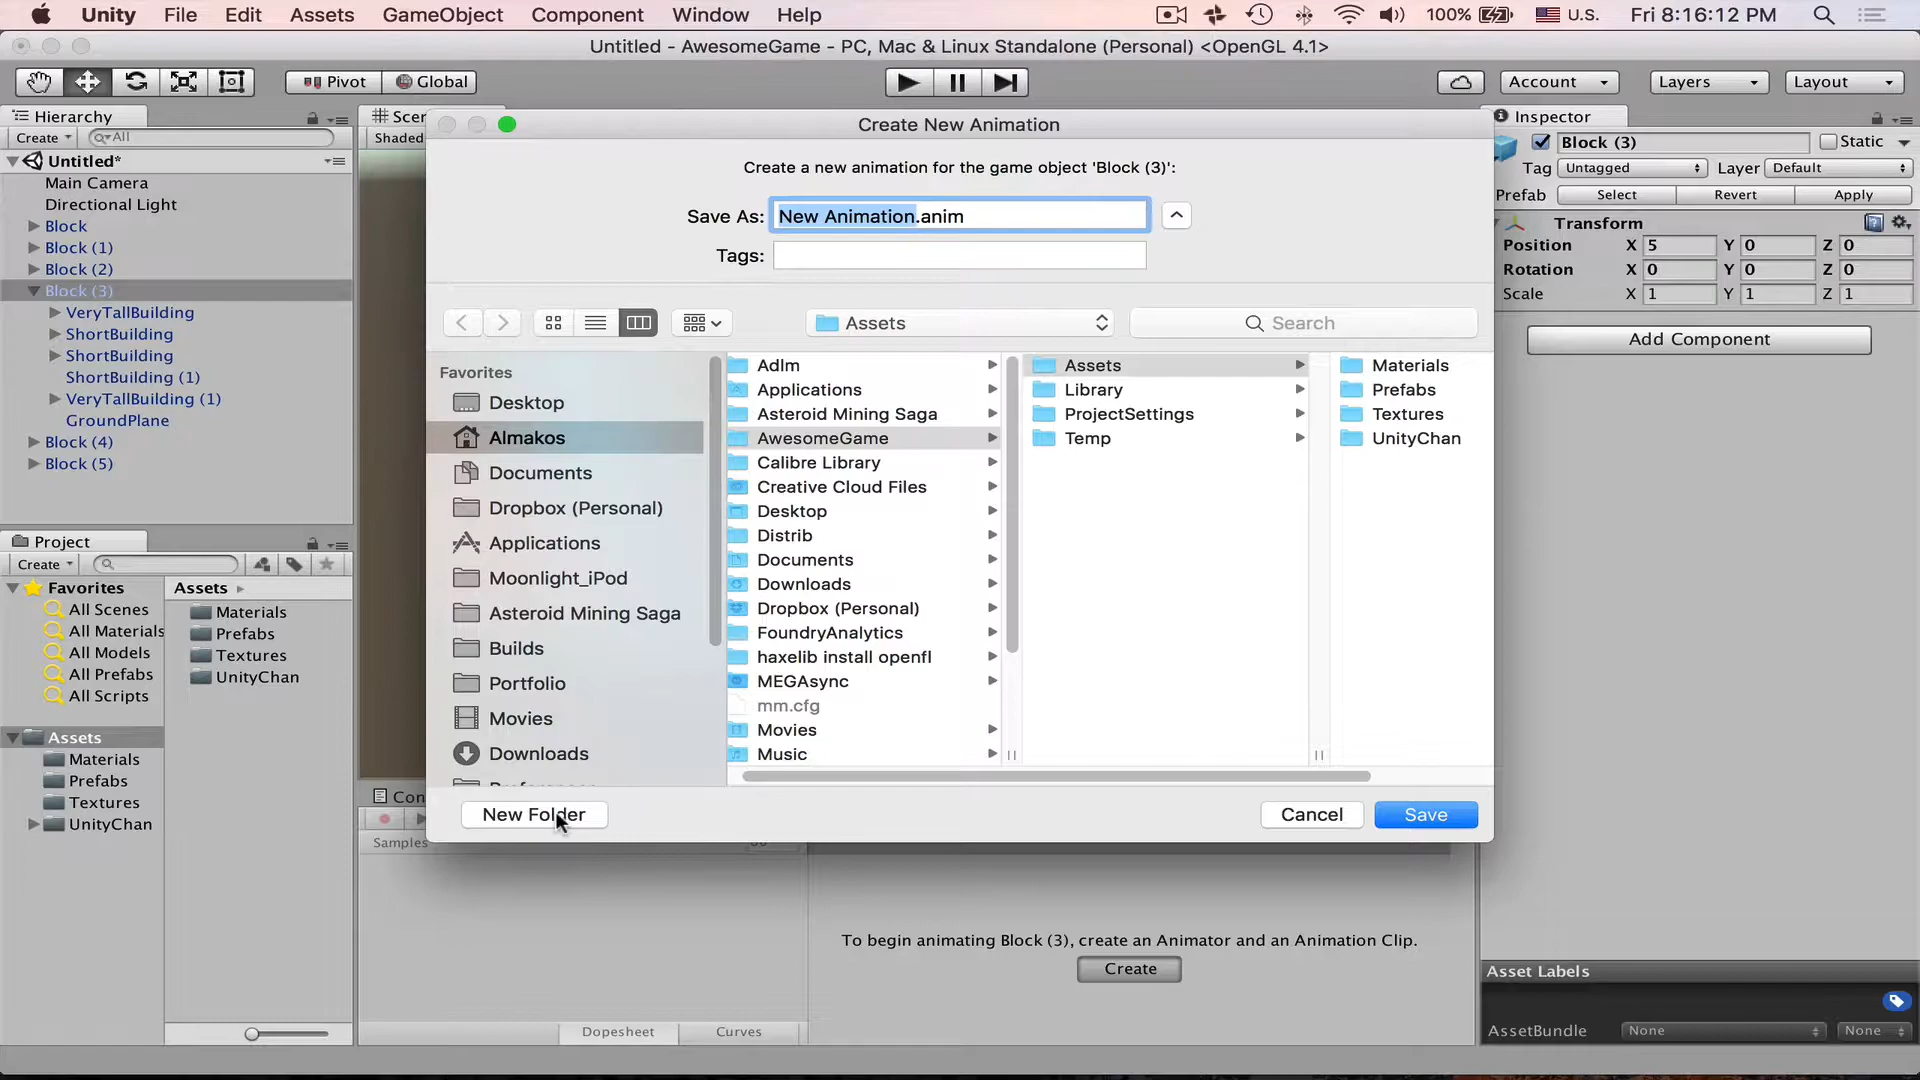 Unity File Edit Assets GameObject Component Window Help 100% U.S. Fri 8:16:12 PM
Untitled - AwesomeGame - PC, Mac & Linux Standalone (Personal) <OpenGL 4.1>
Pivot Global Account Layers Layout
Hierarchy
Create All
Untitled*
Main Camera
Directional Light
Block
Block (1)
Block (2)
Block (3)
VeryTallBuilding
ShortBuilding
ShortBuilding
ShortBuilding (1)
VeryTallBuilding (1)
GroundPlane
Block (4)
Block (5)
Project
Create
Favorites
All Scenes
All Materials
All Models
All Prefabs
All Scripts
Assets
Materials
Prefabs
Textures
UnityChan
Assets
Materials
Prefabs
Textures
UnityChan
Shaded
Create New Animation
Create a new animation for the game object 'Block (3)':
Save As: New Animation.anim
Tags:
Assets Search
Favorites
Desktop
Almakos
Documents
Dropbox (Personal)
Applications
Moonlight_iPod
Asteroid Mining Saga
Builds
Portfolio
Movies
Downloads
Adlm
Applications
Asteroid Mining Saga
AwesomeGame
Calibre Library
Creative Cloud Files
Desktop
Distrib
Documents
Downloads
Dropbox (Personal)
FoundryAnalytics
haxelib install openfl
MEGAsync
mm.cfg
Movies
Music
Assets
Library
ProjectSettings
Temp
Materials
Prefabs
Textures
UnityChan
New Folder Cancel Save
Samples
To begin animating Block (3), create an Animator and an Animation Clip.
Create
Dopesheet Curves
Inspector
Block (3) Static
Tag Untagged Layer Default
Prefab Select Revert Apply
Transform
Position X 5 Y 0 Z 0
Rotation X 0 Y 0 Z 0
Scale X 1 Y 1 Z 1
Add Component
Asset Labels
AssetBundle None None